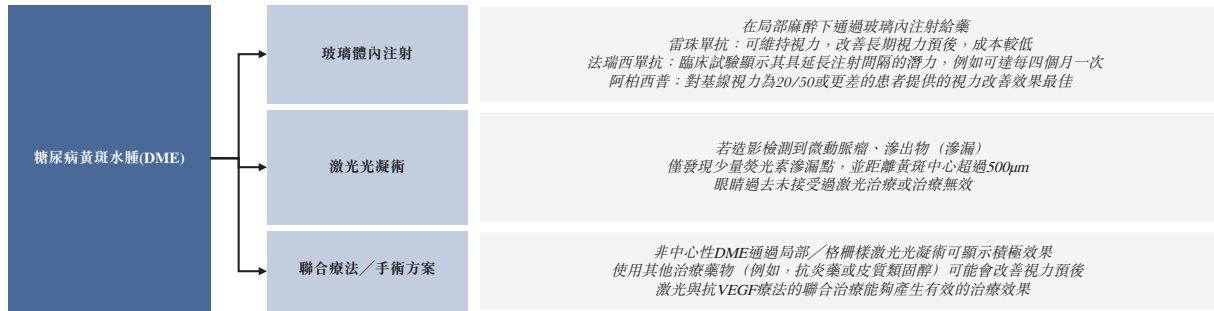 糖尿病黃斑水腫(DME)
玻璃體內注射
在局部麻醉下通過玻璃內注射給藥
雷珠單抗：可維持視力，改善長期視力預後，成本較低
法瑞西單抗：臨床試驗顯示其具延長注射間隔的潛力，例如可達每四個月一次
阿柏西普：對基線視力為20/50或更差的患者提供的視力改善效果最佳
激光光凝術
若造影檢測到微動脈瘤、滲出物（滲漏）
僅發現少量熒光素滲漏點，並距離黃斑中心超過500μm
眼睛過去未接受過激光治療或治療無效
聯合療法／手術方案
非中心性DME通過局部／格柵樣激光光凝術可顯示積極效果
使用其他治療藥物（例如，抗炎藥或皮質類固醇）可能會改善視力預後
激光與抗VEGF療法的聯合治療能夠產生有效的治療效果